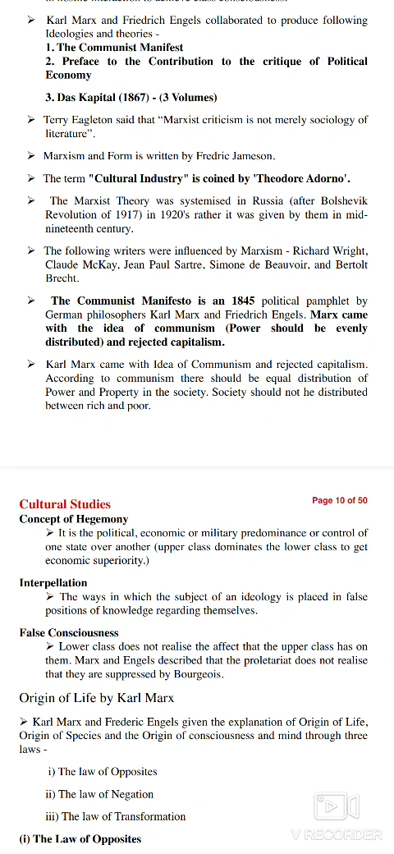 ➢ Karl Marx and Friedrich Engels collaborated to produce following
Ideologies and theories -
1. The Communist Manifest
2. Preface to the Contribution to the critique of Political
Economy
3. Das Kapital (1867) - (3 Volumes)
➢ Terry Eagleton said that “Marxist criticism is not merely sociology of
literature”.
➢ Marxism and Form is written by Fredric Jameson.
➢ The term "Cultural Industry" is coined by 'Theodore Adorno'.
➢ The Marxist Theory was systemised in Russia (after Bolshevik
Revolution of 1917) in 1920's rather it was given by them in mid-
nineteenth century.
➢ The following writers were influenced by Marxism - Richard Wright,
Claude McKay, Jean Paul Sartre, Simone de Beauvoir, and Bertolt
Brecht.
➢ The Communist Manifesto is an 1845 political pamphlet by
German philosophers Karl Marx and Friedrich Engels. Marx came
with the idea of communism (Power should be evenly
distributed) and rejected capitalism.
➢ Karl Marx came with Idea of Communism and rejected capitalism.
According to communism there should be equal distribution of
Power and Property in the society. Society should not he distributed
between rich and poor.
Cultural Studies
Page 10 of 50
Concept of Hegemony
➢ It is the political, economic or military predominance or control of
one state over another (upper class dominates the lower class to get
economic superiority.)
Interpellation
➢ The ways in which the subject of an ideology is placed in false
positions of knowledge regarding themselves.
False Consciousness
➢ Lower class does not realise the affect that the upper class has on
them. Marx and Engels described that the proletariat does not realise
that they are suppressed by Bourgeois.
Origin of Life by Karl Marx
➢ Karl Marx and Frederic Engels given the explanation of Origin of Life,
Origin of Species and the Origin of consciousness and mind through three
laws -
i) The law of Opposites
ii) The law of Negation
iii) The law of Transformation
V RECORDER
(i) The Law of Opposites